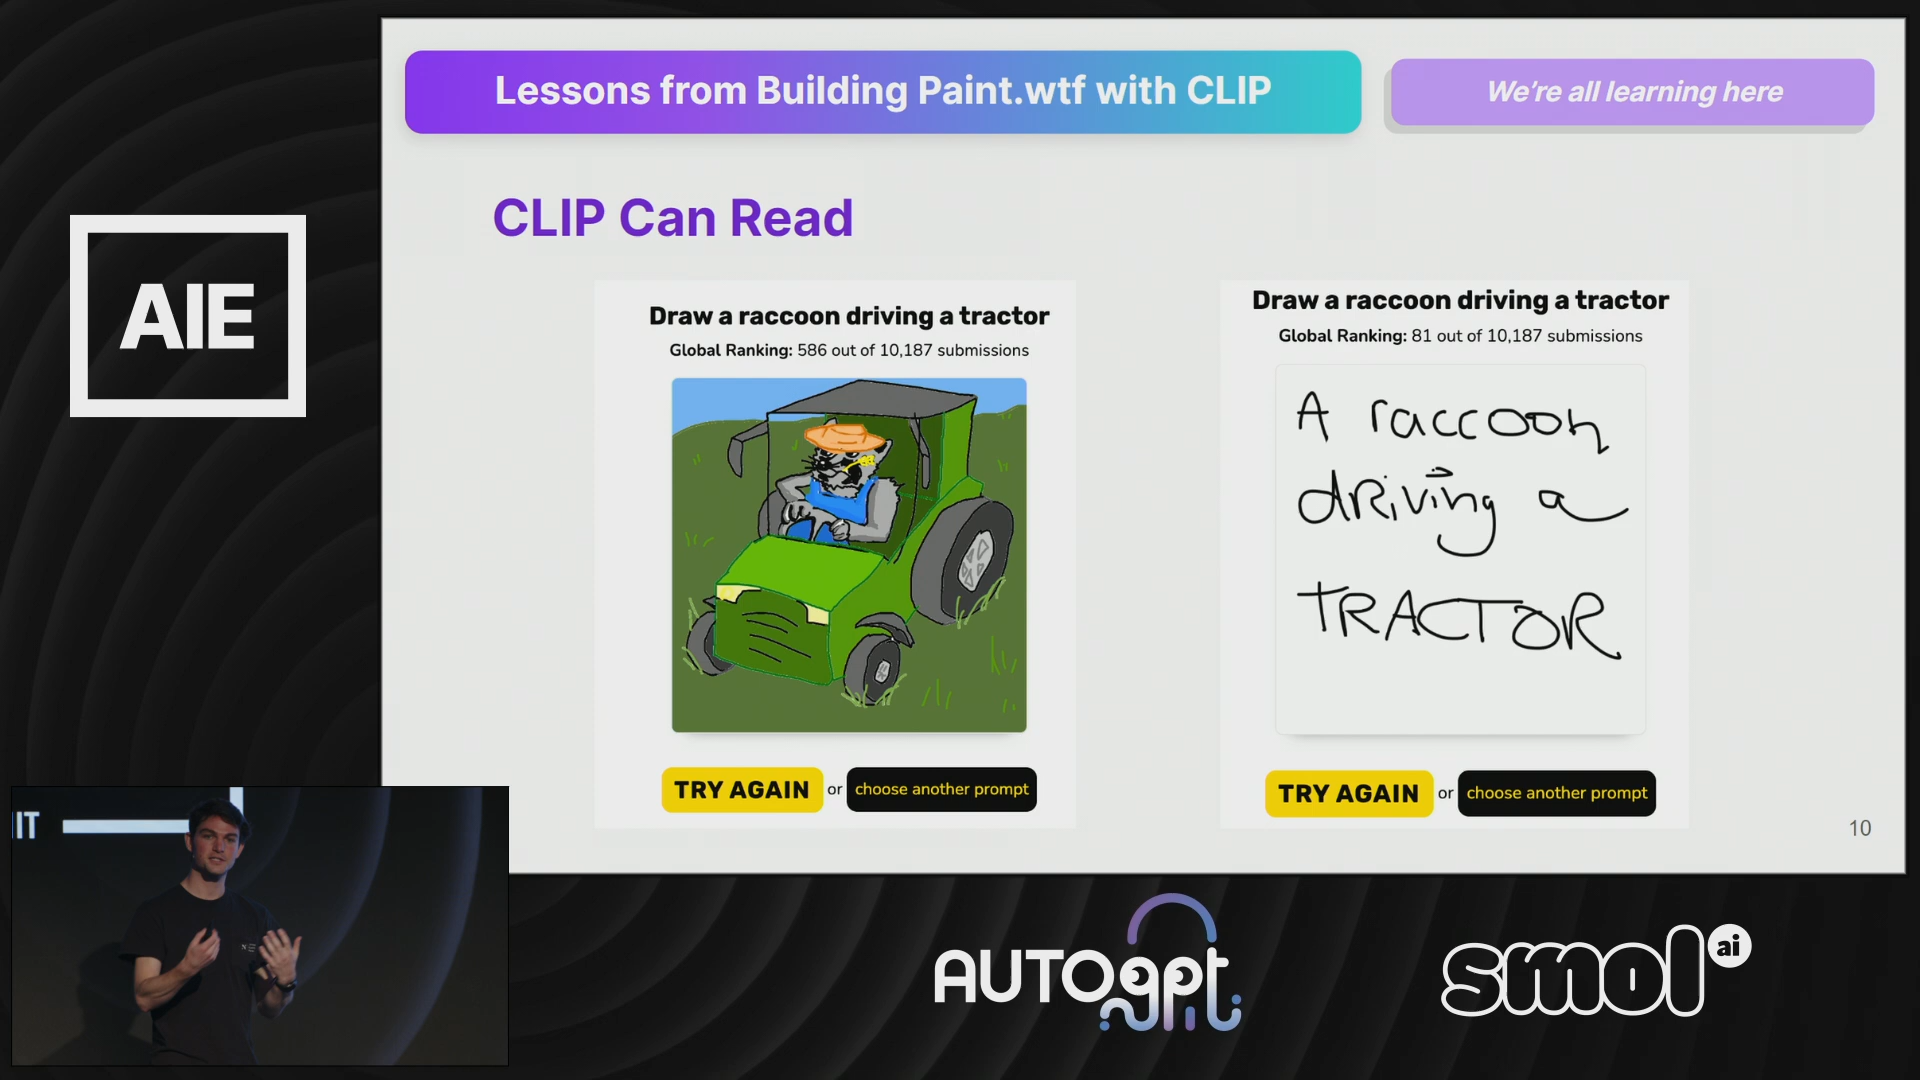 Lessons from Building Paint.wtf with CLIP
We're all learning here
AIE
CLIP Can Read
Draw a raccoon driving a tractor
Global Ranking: 586 out of 10,187 submissions
TRY AGAIN or choose another prompt
Draw a raccoon driving a tractor
Global Ranking: 81 out of 10,187 submissions
A raccoon
driving a
TRACTOR
TRY AGAIN or choose another prompt
10
IT
AUTOgpt
smol ai